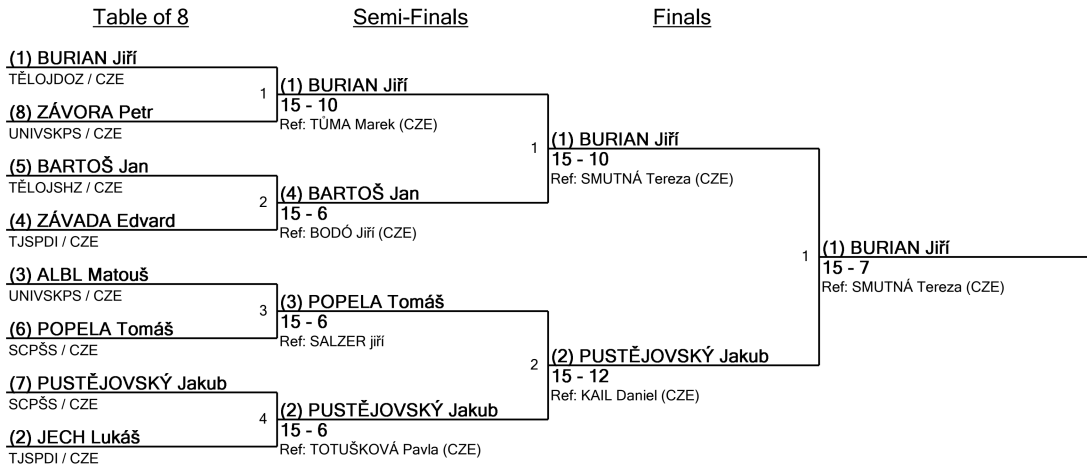 Table of 8
Semi-Finals
Finals
(1) BURIAN Jiří
TĚLOJDOZ / CZE
(8) ZÁVORA Petr
UNIVSKPS / CZE
(5) BARTOŠ Jan
TĚLOJSHZ / CZE
(4) ZÁVADA Edvard
TJSPDI / CZE
(3) ALBL Matouš
UNIVSKPS / CZE
(6) POPELA Tomáš
SCPŠS / CZE
(7) PUSTĚJOVSKÝ Jakub
SCPŠS / CZE
(2) JECH Lukáš
TJSPDI / CZE
1
(1) BURIAN Jiří
15 - 10
Ref: TŮMA Marek (CZE)
2
(4) BARTOŠ Jan
15 - 6
Ref: BODÓ Jiří (CZE)
3
(3) POPELA Tomáš
15 - 6
Ref: SALZER jiří
4
(2) PUSTĚJOVSKÝ Jakub
15 - 6
Ref: TOTUŠKOVÁ Pavla (CZE)
1
(1) BURIAN Jiří
15 - 10
Ref: SMUTNÁ Tereza (CZE)
2
(2) PUSTĚJOVSKÝ Jakub
15 - 12
Ref: KAIL Daniel (CZE)
1
(1) BURIAN Jiří
15 - 7
Ref: SMUTNÁ Tereza (CZE)